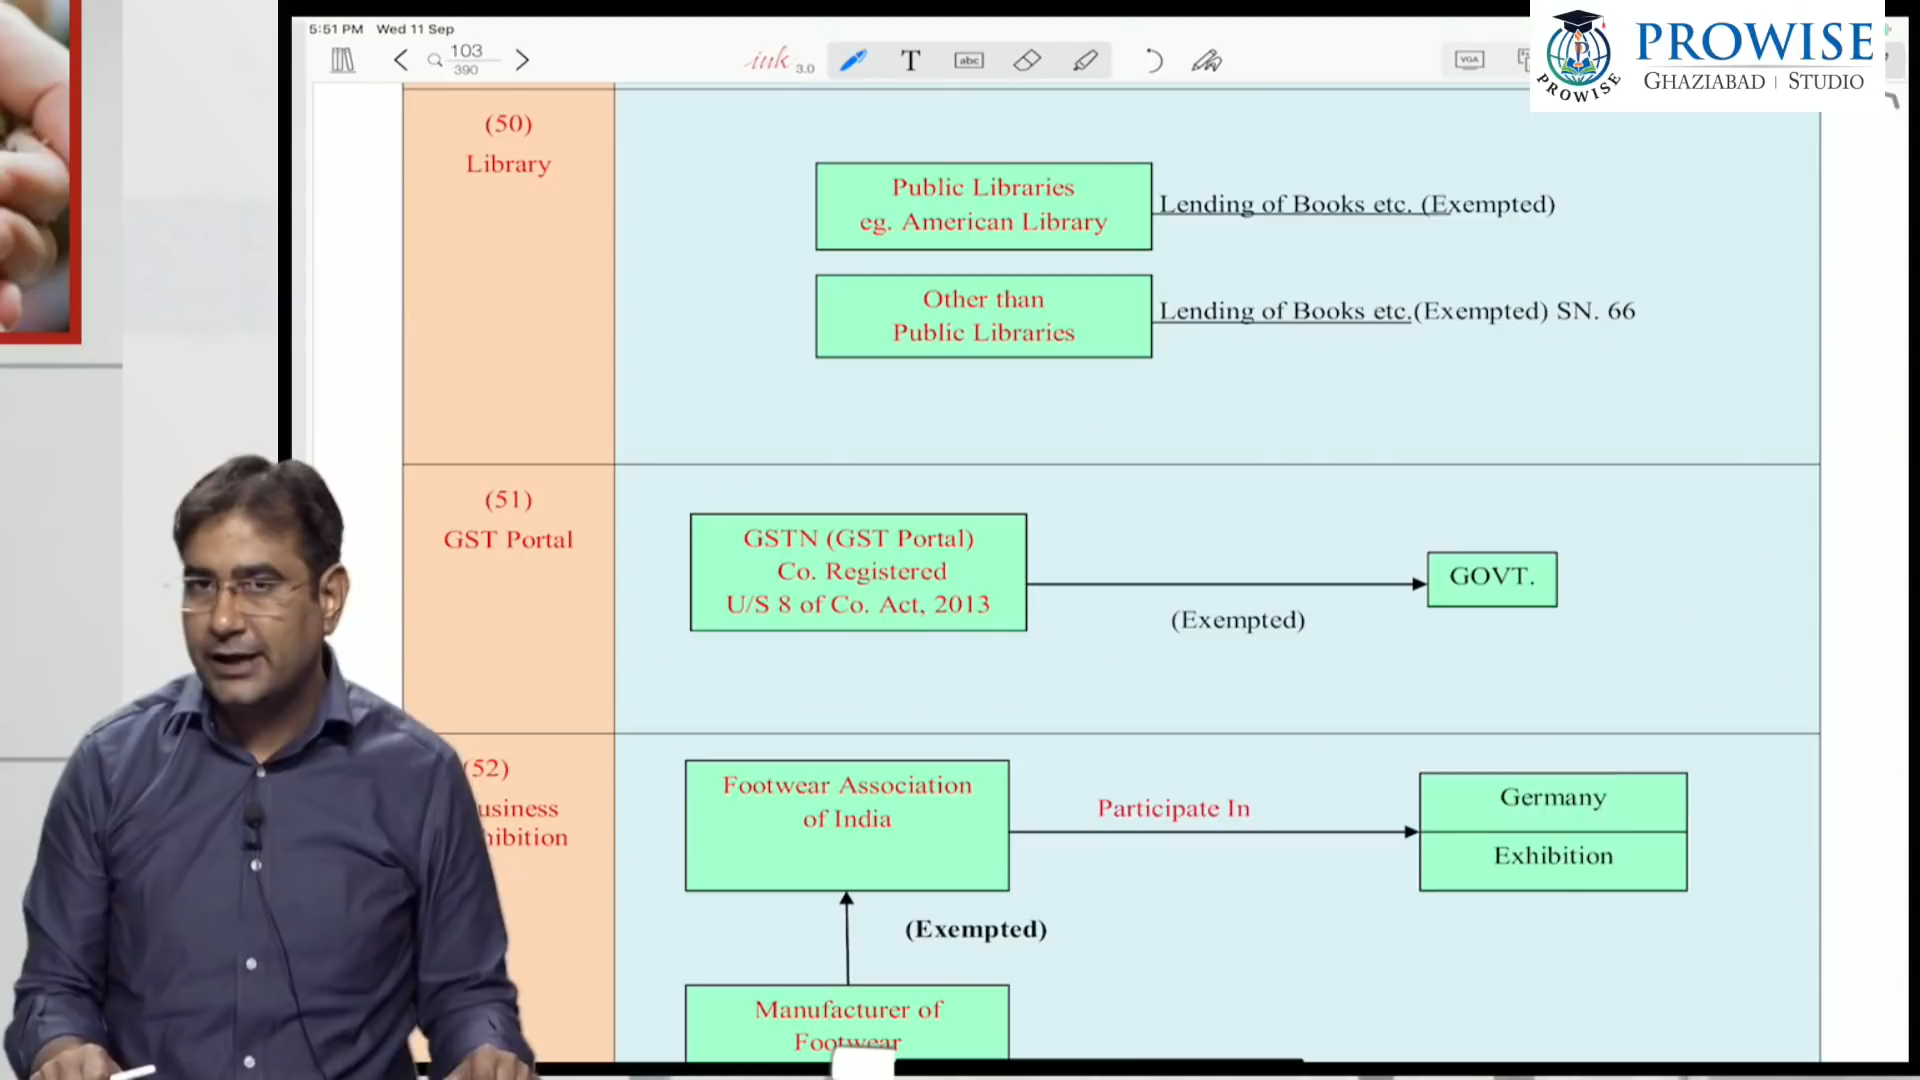 5:51 PM Wed 11 Sep
103
390
ink 3.0
T
abc
VGA
PROWISE
PROWISE
GHAZIABAD | STUDIO
(50)
Library
Public Libraries
eg. American Library
Lending of Books etc. (Exempted)
Other than
Public Libraries
Lending of Books etc.(Exempted) SN. 66
(51)
GST Portal
GSTN (GST Portal)
Co. Registered
U/S 8 of Co. Act, 2013
(Exempted)
GOVT.
(52)
usiness
hibition
Footwear Association
of India
Participate In
Germany
Exhibition
(Exempted)
Manufacturer of
Footwear